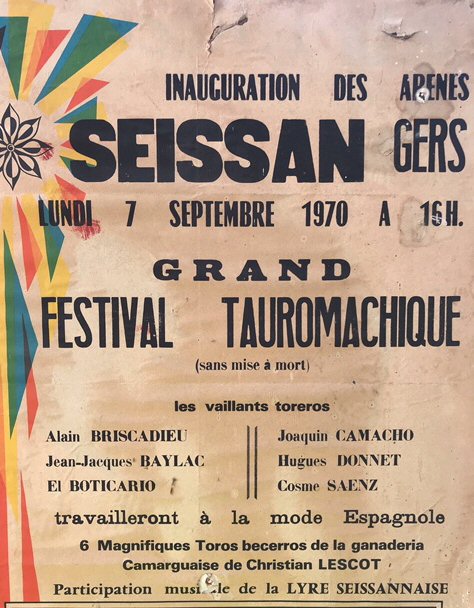 INAUGURATION DES ARENES
SEISSAN GERS
LUNDI 7 SEPTEMBRE 1970 A 16H.
GRAND
FESTIVAL TAUROMACHIQUE
(sans mise à mort)
les vaillants toreros
Alain BRISCADIEU
Jean-Jacques BAYLAC
El BOTICARIO
Joaquin CAMACHO
Hugues DONNET
Cosme SAENZ
travailleront à la mode Espagnole
6 Magnifiques Toros becerros de la ganaderia
Camarguaise de Christian LESCOT
Participation musicale de la LYRE SEISSANNAISE